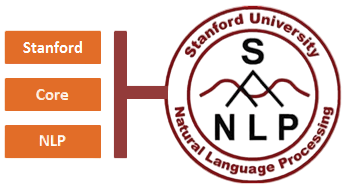 Stanford
Core
NLP
Stanford University
S
NLP
Natural Language Processing